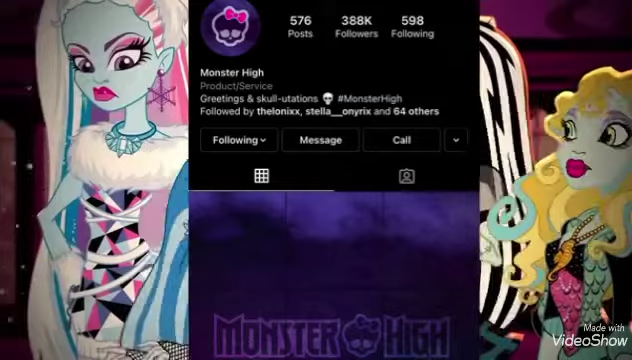 576 388K 598
Posts Followers Following
Monster High
Product/Service
Greetings & skull-utations 💀 #MonsterHigh
Followed by thelonixx, stella__onyrix and 64 others
Following Message Call
MONSTER HIGH
Made with
VideoShow